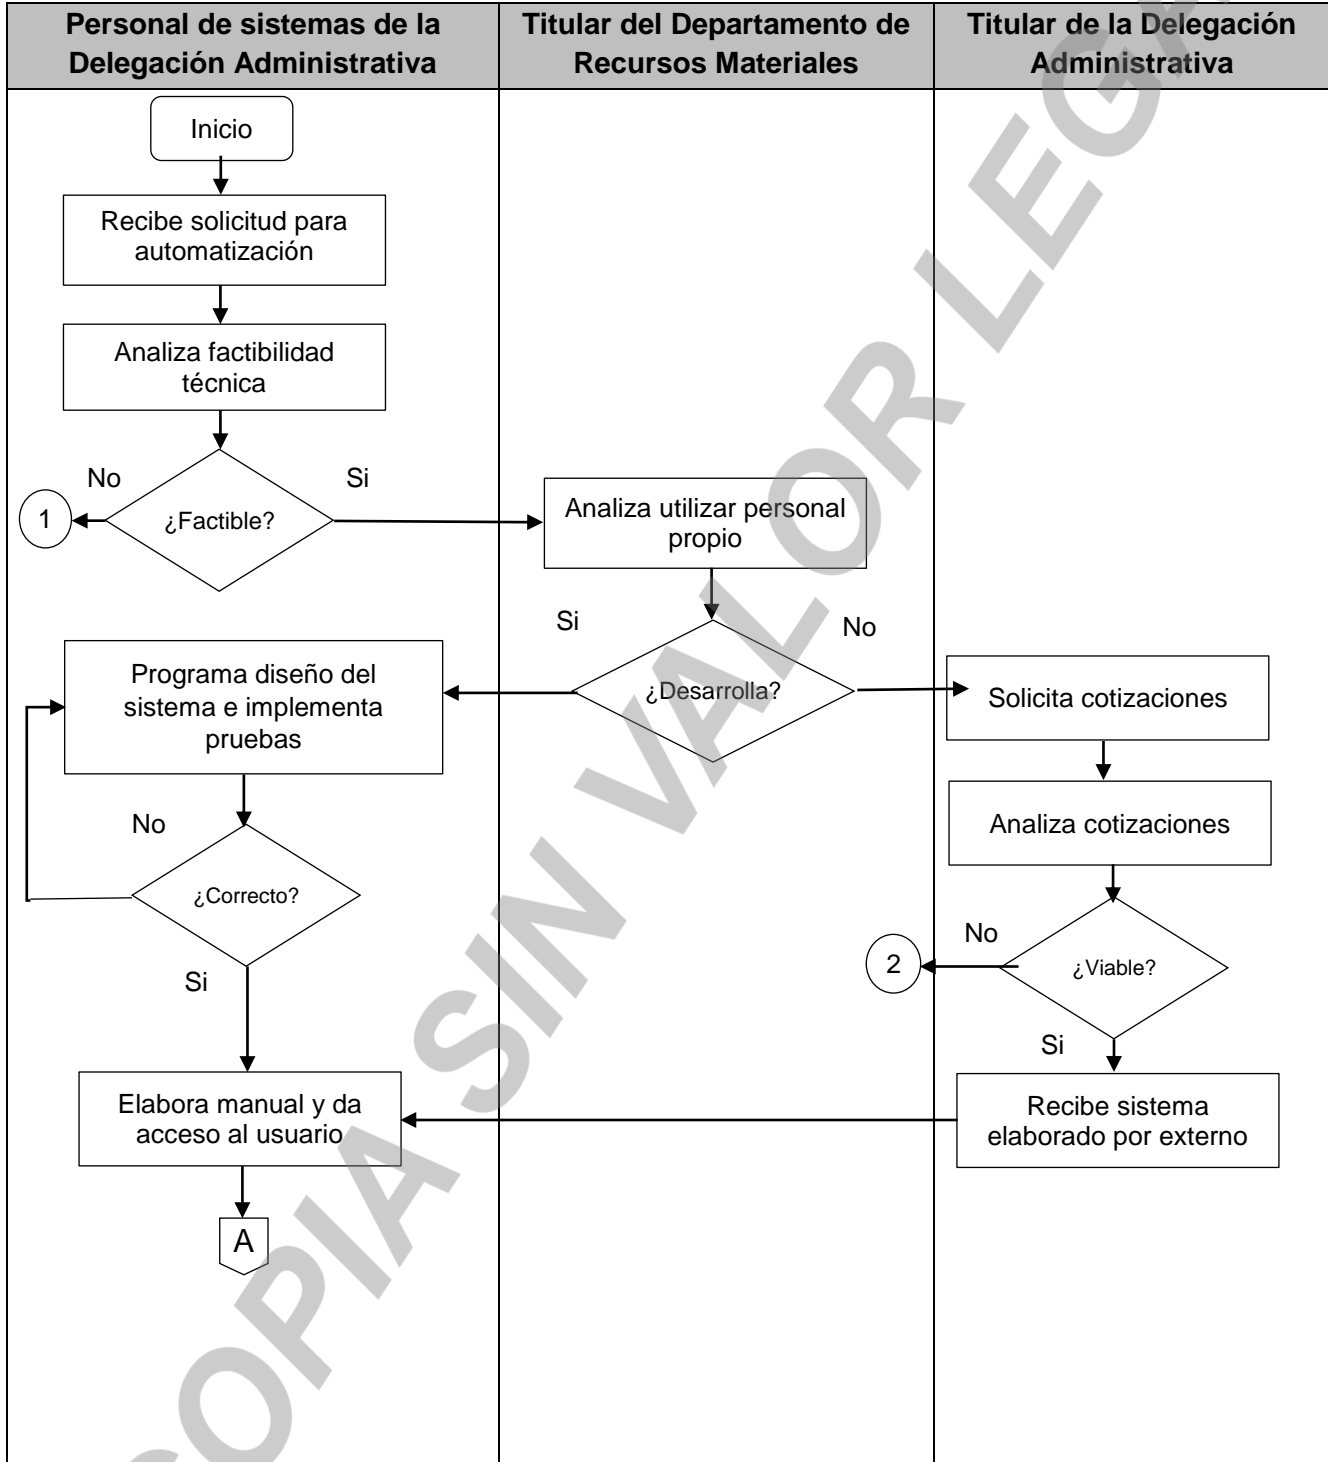 Personal de sistemas de la
Delegación Administrativa
Titular del Departamento de
Recursos Materiales
Titular de la Delegación
Administrativa
Inicio
Recibe solicitud para
automatización
Analiza factibilidad
técnica
No
Si
1
¿Factible?
Analiza utilizar personal
propio
Si
No
¿Desarrolla?
Programa diseño del
sistema e implementa
pruebas
Solicita cotizaciones
Analiza cotizaciones
No
¿Correcto?
Si
No
2
¿Viable?
Si
Elabora manual y da
acceso al usuario
Recibe sistema
elaborado por externo
A
COPIA SIN VALOR LEGAL